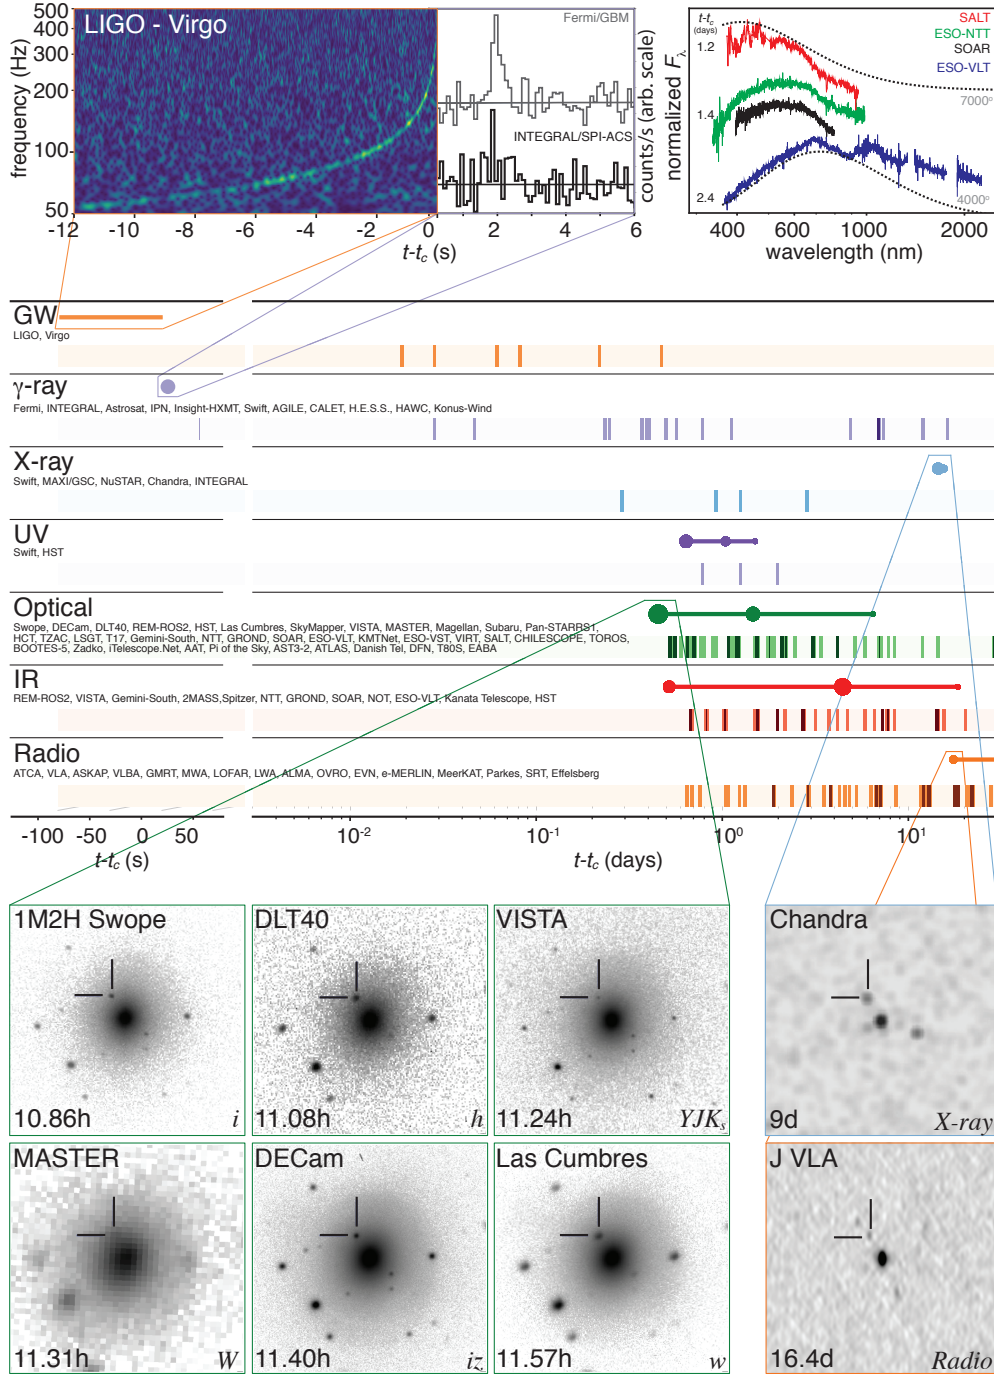 LIGO - Virgo
500
400
300
200
100
50
frequency (Hz)
-12 -10 -8 -6 -4 -2 0 2 4 6
t-t_c (s)
Fermi/GBM
INTEGRAL/SPI-ACS
counts/s (arb. scale)
normalized F_λ
t-t_c
(days)
1.2
1.4
2.4
SALT
ESO-NTT
SOAR
ESO-VLT
7000°
4000°
400 600 1000 2000
wavelength (nm)
GW
LIGO, Virgo
γ-ray
Fermi, INTEGRAL, Astrosat, IPN, Insight-HXMT, Swift, AGILE, CALET, H.E.S.S., HAWC, Konus-Wind
X-ray
Swift, MAXI/GSC, NuSTAR, Chandra, INTEGRAL
UV
Swift, HST
Optical
Swope, DECam, DLT40, REM-ROS2, HST, Las Cumbres, SkyMapper, VISTA, MASTER, Magellan, Subaru, Pan-STARRS1,
HCT, TZAC, LSGT, T17, Gemini-South, NTT, GROND, SOAR, ESO-VLT, KMTNet, ESO-VST, VIRT, SALT, CHILESCOPE, TOROS,
BOOTES-5, Zadko, iTelescope.Net, AAT, Pi of the Sky, AST3-2, ATLAS, Danish Tel, DFN, T80S, EABA
IR
REM-ROS2, VISTA, Gemini-South, 2MASS,Spitzer, NTT, GROND, SOAR, NOT, ESO-VLT, Kanata Telescope, HST
Radio
ATCA, VLA, ASKAP, VLBA, GMRT, MWA, LOFAR, LWA, ALMA, OVRO, EVN, e-MERLIN, MeerKAT, Parkes, SRT, Effelsberg
-100 -50 0 50 10⁻² 10⁻¹ 10⁰ 10¹
t-t_c (s) t-t_c (days)
1M2H Swope
10.86h
i
DLT40
11.08h
h
VISTA
11.24h
YJK_s
Chandra
9d
X-ray
MASTER
11.31h
W
DECam
11.40h
iz
Las Cumbres
11.57h
w
J VLA
16.4d
Radio